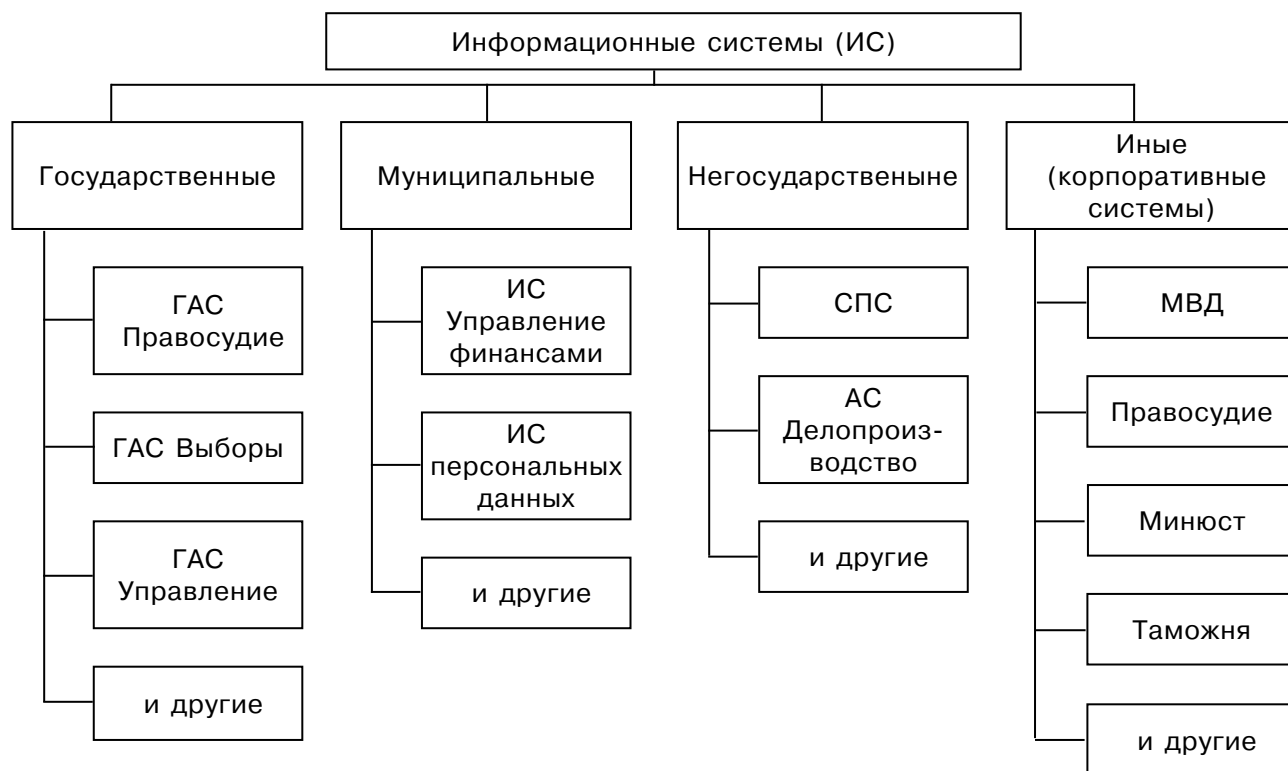 Информационные системы (ИС)
Государственные
Муниципальные
Негосударственыне
Иные
(корпоративные
системы)
ГАС
Правосудие
ГАС Выборы
ГАС
Управление
и другие
ИС
Управление
финансами
ИС
персональных
данных
и другие
СПС
АС
Делопроиз-
водство
и другие
МВД
Правосудие
Минюст
Таможня
и другие